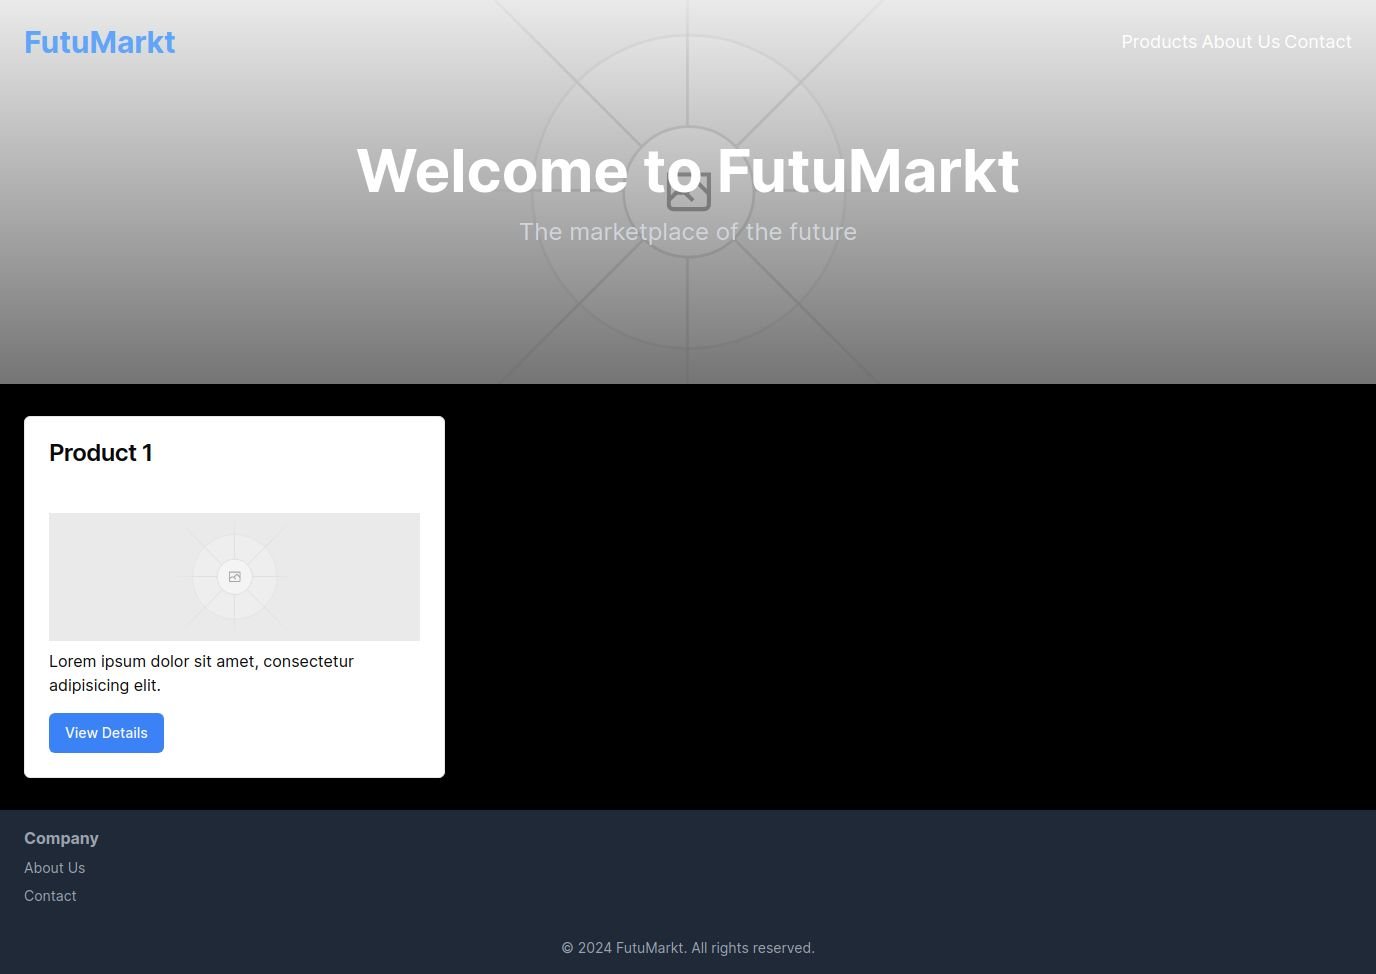 FutuMarkt
Products About Us Contact
Welcome to FutuMarkt
The marketplace of the future
Product 1
Lorem ipsum dolor sit amet, consectetur
adipisicing elit.
View Details
Company
About Us
Contact
© 2024 FutuMarkt. All rights reserved.